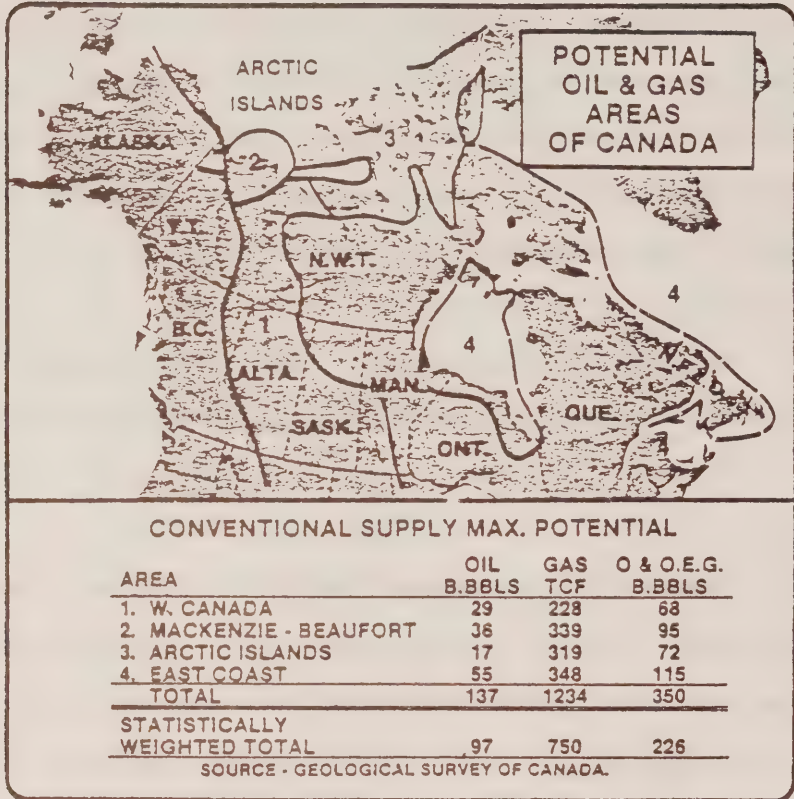 POTENTIAL
OIL & GAS
AREAS
OF CANADA
ARCTIC
ISLANDS
ALASKA
2
3
Y.T.
N.W.T.
4
B.C.
1
4
ALTA.
MAN.
SASK.
ONT.
QUE.
4
CONVENTIONAL SUPPLY MAX. POTENTIAL
AREA OIL B.BBLS GAS TCF O & O.E.G. B.BBLS
1. W. CANADA 29 228 68
2. MACKENZIE - BEAUFORT 36 339 95
3. ARCTIC ISLANDS 17 319 72
4. EAST COAST 55 348 115
TOTAL 137 1234 350
STATISTICALLY
WEIGHTED TOTAL 97 750 226
SOURCE - GEOLOGICAL SURVEY OF CANADA.